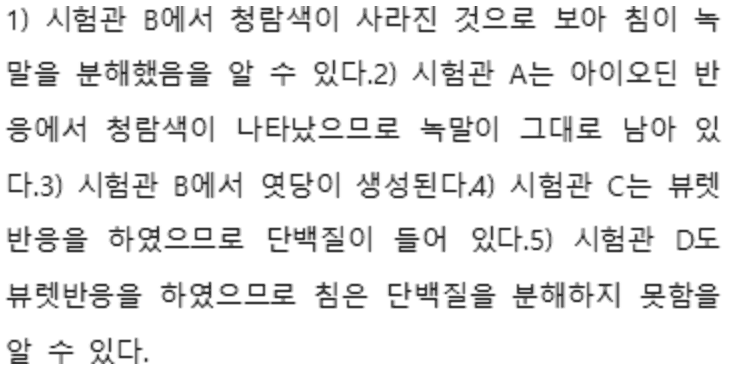 1) 시험관 B에서 청람색이 사라진 것으로 보아 침이 녹
말을 분해했음을 알 수 있다.2) 시험관 A는 아이오딘 반
응에서 청람색이 나타났으므로 녹말이 그대로 남아 있
다.3) 시험관 B에서 엿당이 생성된다.4) 시험관 C는 뷰렛
반응을 하였으므로 단백질이 들어 있다.5) 시험관 D도
뷰렛반응을 하였으므로 침은 단백질을 분해하지 못함을
알 수 있다.